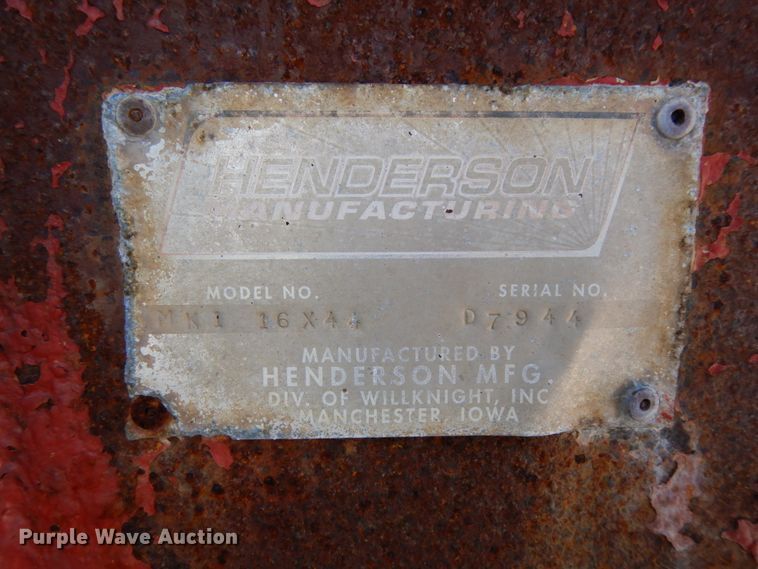 HENDERSON
MANUFACTURING
MODEL NO. SERIAL NO.
MK1 16X44 D7944
MANUFACTURED BY
HENDERSON MFG.
DIV. OF WILLKNIGHT, INC
MANCHESTER, IOWA
Purple Wave Auction